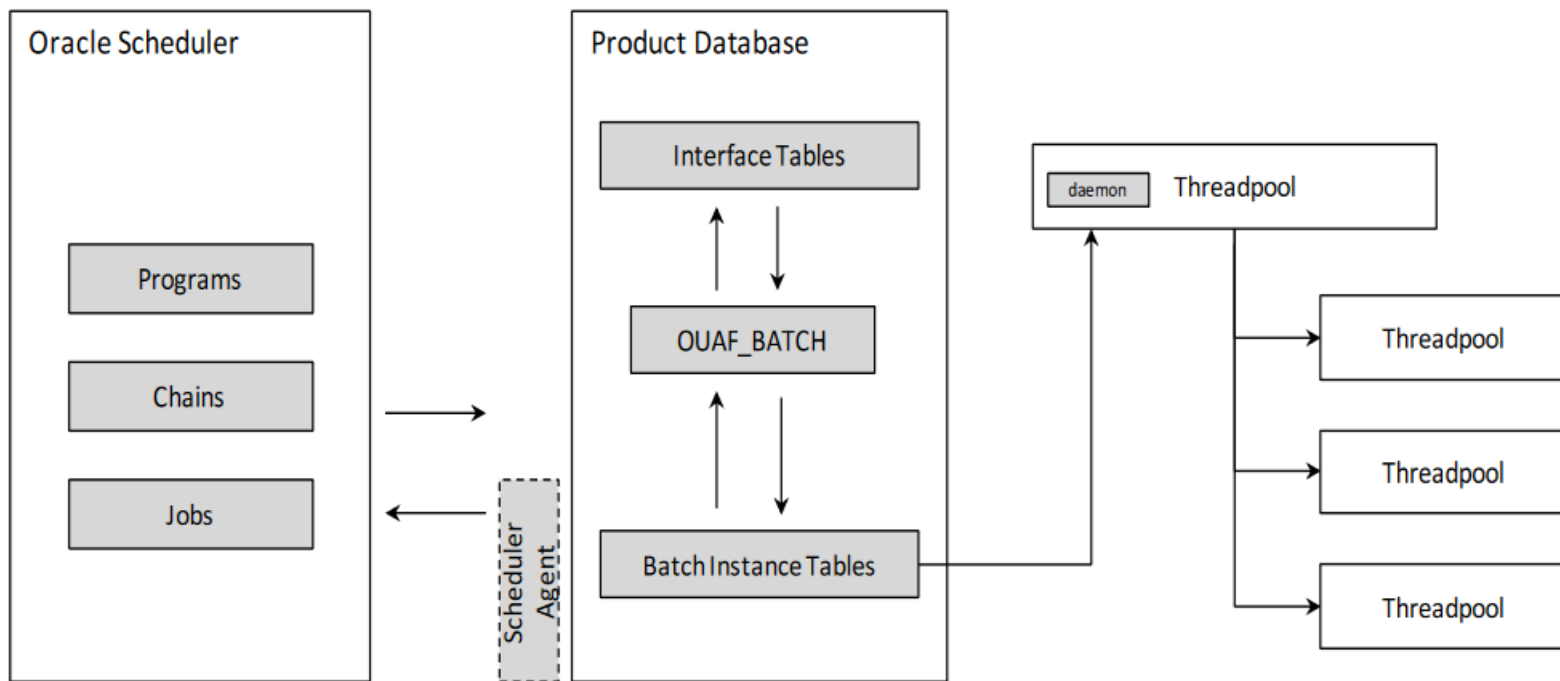 Oracle Scheduler
Programs
Chains
Jobs
Scheduler
Agent
Product Database
Interface Tables
OUAF_BATCH
Batch Instance Tables
daemon
Threadpool
Threadpool
Threadpool
Threadpool